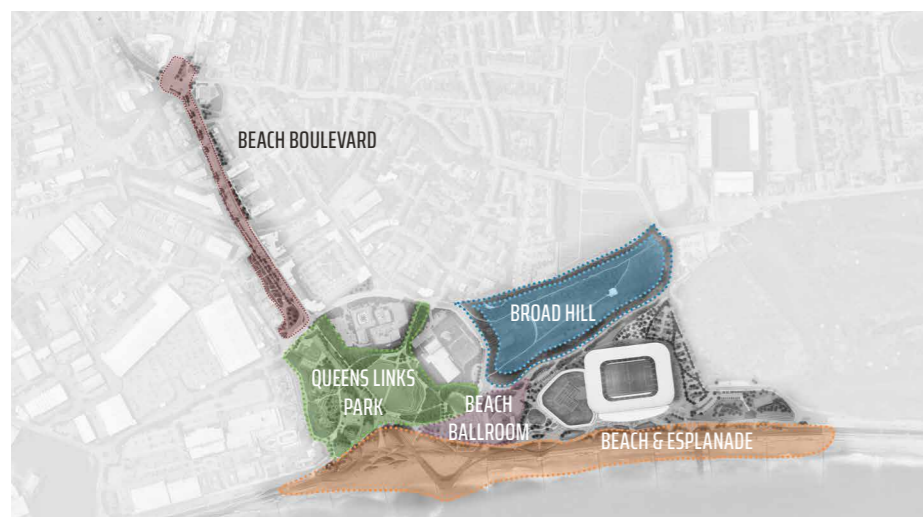 BEACH BOULEVARD
BROAD HILL
QUEENS LINKS
PARK
BEACH
BALLROOM
BEACH & ESPLANADE